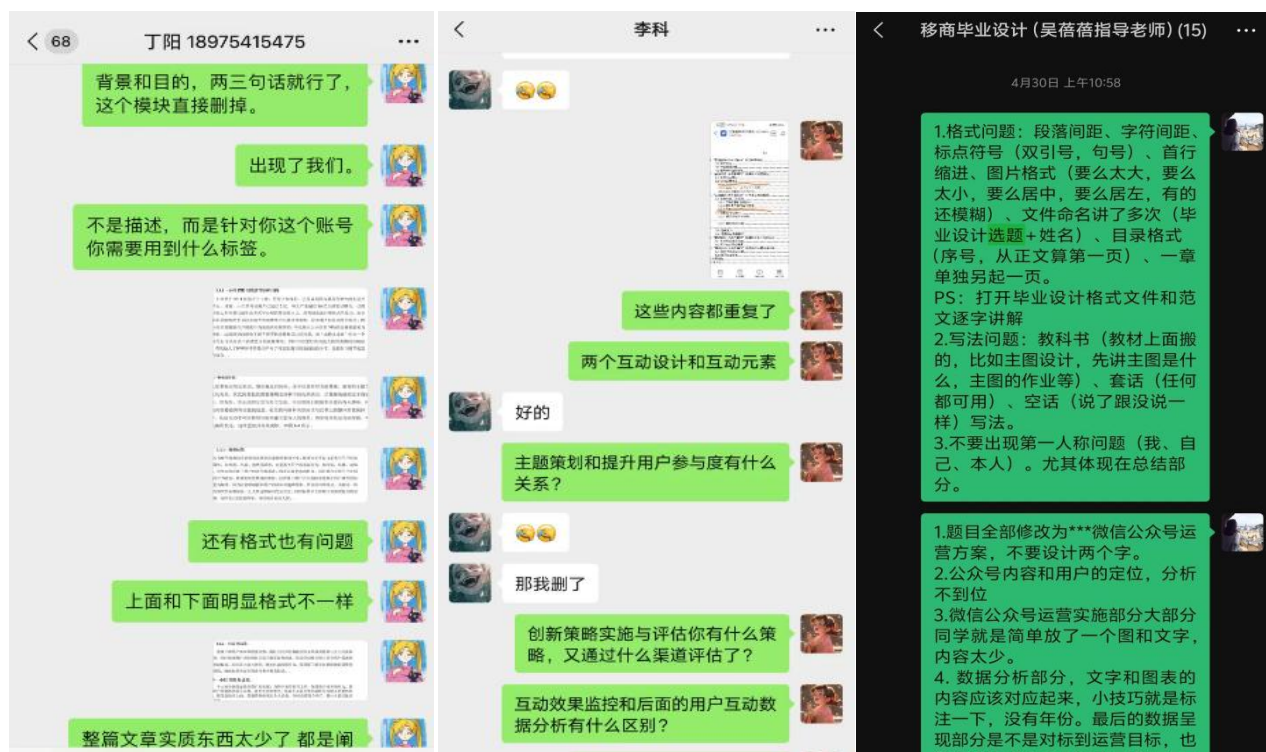 68
丁阳 18975415475
背景和目的，两三句话就行了，
这个模块直接删掉。
出现了我们。
不是描述，而是针对你这个账号
你需要用到什么标签。
还有格式也有问题
上面和下面明显格式不一样
整篇文章实质东西太少了 都是阐
李科
这些内容都重复了
两个互动设计和互动元素
好的
主题策划和提升用户参与度有什么
关系？
那我删了
创新策略实施与评估你有什么策
略，又通过什么渠道评估了？
互动效果监控和后面的用户互动数
据分析有什么区别？
移商毕业设计（吴蓓蓓指导老师）(15)
4月30日 上午10:58
1.格式问题：段落间距、字符间距、
标点符号（双引号，句号）、首行
缩进、图片格式（要么太大，要么
太小，要么居中，要么居左，有的
还模糊）、文件命名讲了多次（毕
业设计选题+姓名）、目录格式
（序号，从正文算第一页）、一章
单独另起一页。
PS：打开毕业设计格式文件和范
文逐字讲解
2.写法问题：教科书（教材上面搬
的，比如主图设计，先讲主图是什
么，主图的作业等）、套话（任何
都可用）、空话（说了跟没说一
样）写法。
3.不要出现第一人称问题（我、自
己、本人）。尤其体现在总结部
分。
1.题目全部修改为***微信公众号运
营方案，不要设计两个字。
2.公众号内容和用户的定位，分析
不到位
3.微信公众号运营实施部分大部分
同学就是简单放了一个图和文字，
内容太少。
4. 数据分析部分，文字和图表的
内容应该对应起来，小技巧就是标
注一下，没有年份。最后的数据呈
现部分是不是对标到运营目标，也